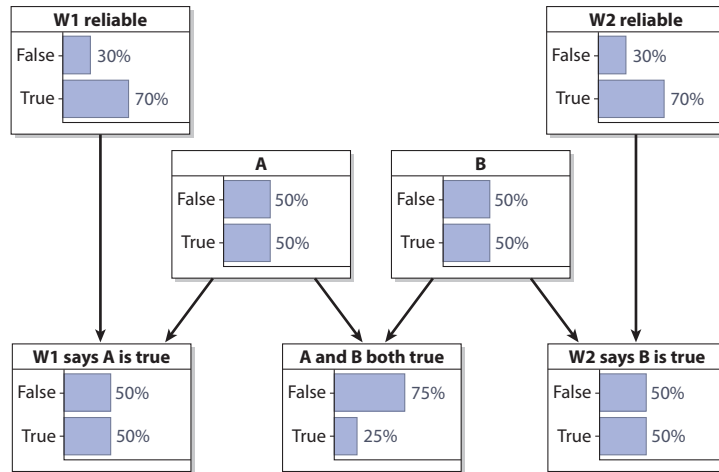 W1 reliable
False 30%
True 70%
W2 reliable
False 30%
True 70%
A
False 50%
True 50%
B
False 50%
True 50%
W1 says A is true
False 50%
True 50%
A and B both true
False 75%
True 25%
W2 says B is true
False 50%
True 50%